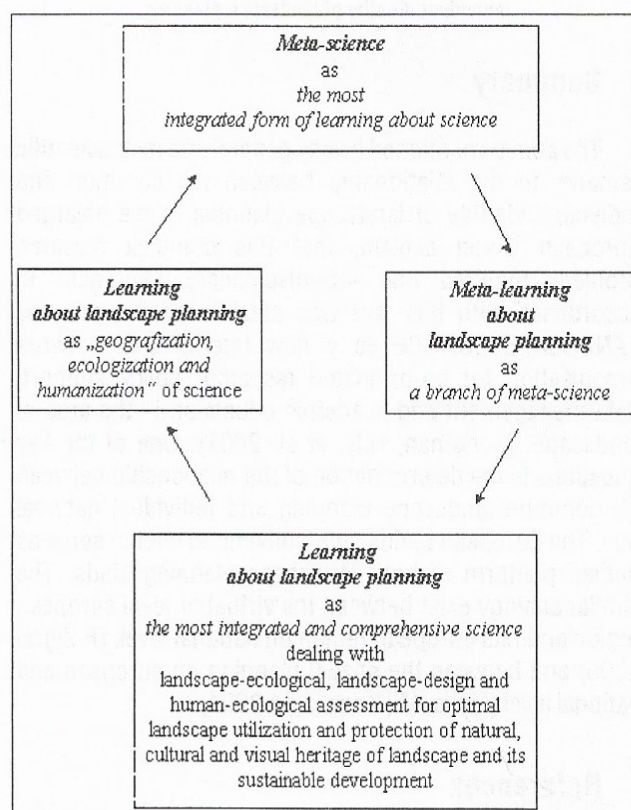 Meta-science
as
the most
integrated form of learning about science
Learning
about landscape planning
as „geografization,
ecologization and
humanization“ of science
Meta-learning
about
landscape planning
as
a branch of meta-science
Learning
about landscape planning
as
the most integrated and comprehensive science
dealing with
landscape-ecological, landscape-design and
human-ecological assessment for optimal
landscape utilization and protection of natural,
cultural and visual heritage of landscape and its
sustainable development